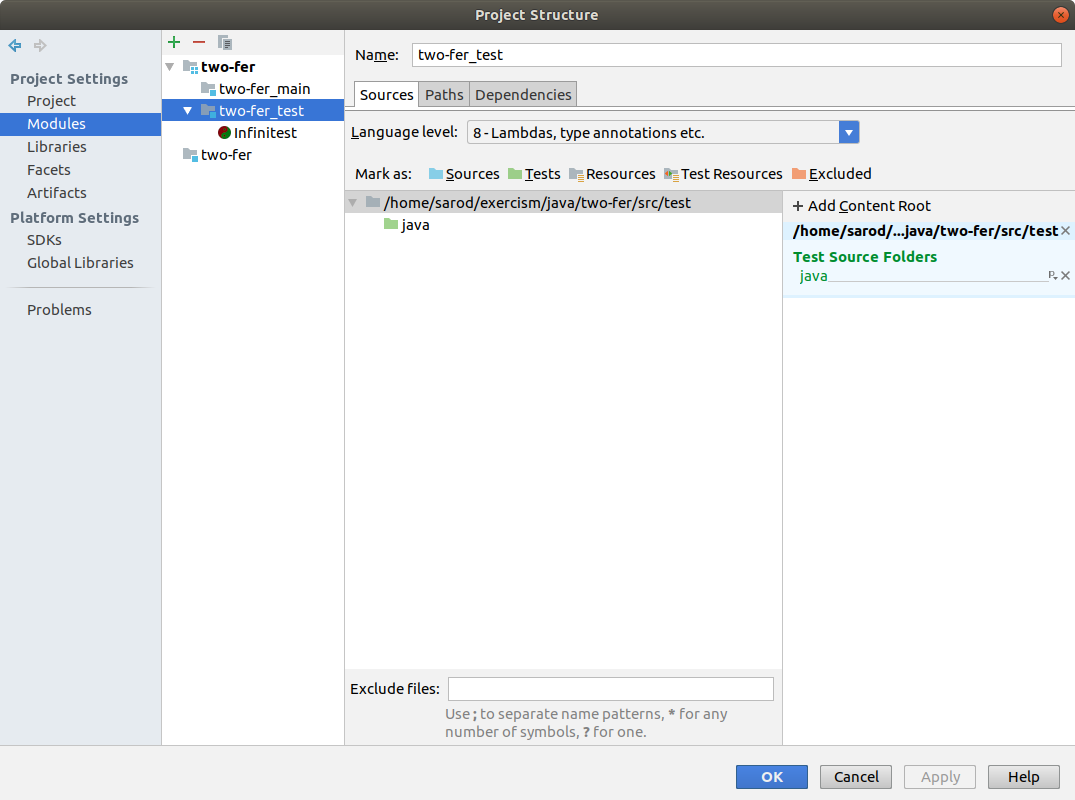 Project Structure
Project Settings
Project
Modules
Libraries
Facets
Artifacts
Platform Settings
SDKs
Global Libraries
Problems
two-fer
two-fer_main
two-fer_test
Infinitest
two-fer
Name: two-fer_test
Sources Paths Dependencies
Language level: 8 - Lambdas, type annotations etc.
Mark as: Sources Tests Resources Test Resources Excluded
/home/sarod/exercism/java/two-fer/src/test
java
+ Add Content Root
/home/sarod/...java/two-fer/src/test
Test Source Folders
java
Exclude files:
Use ; to separate name patterns, * for any
number of symbols, ? for one.
OK Cancel Apply Help